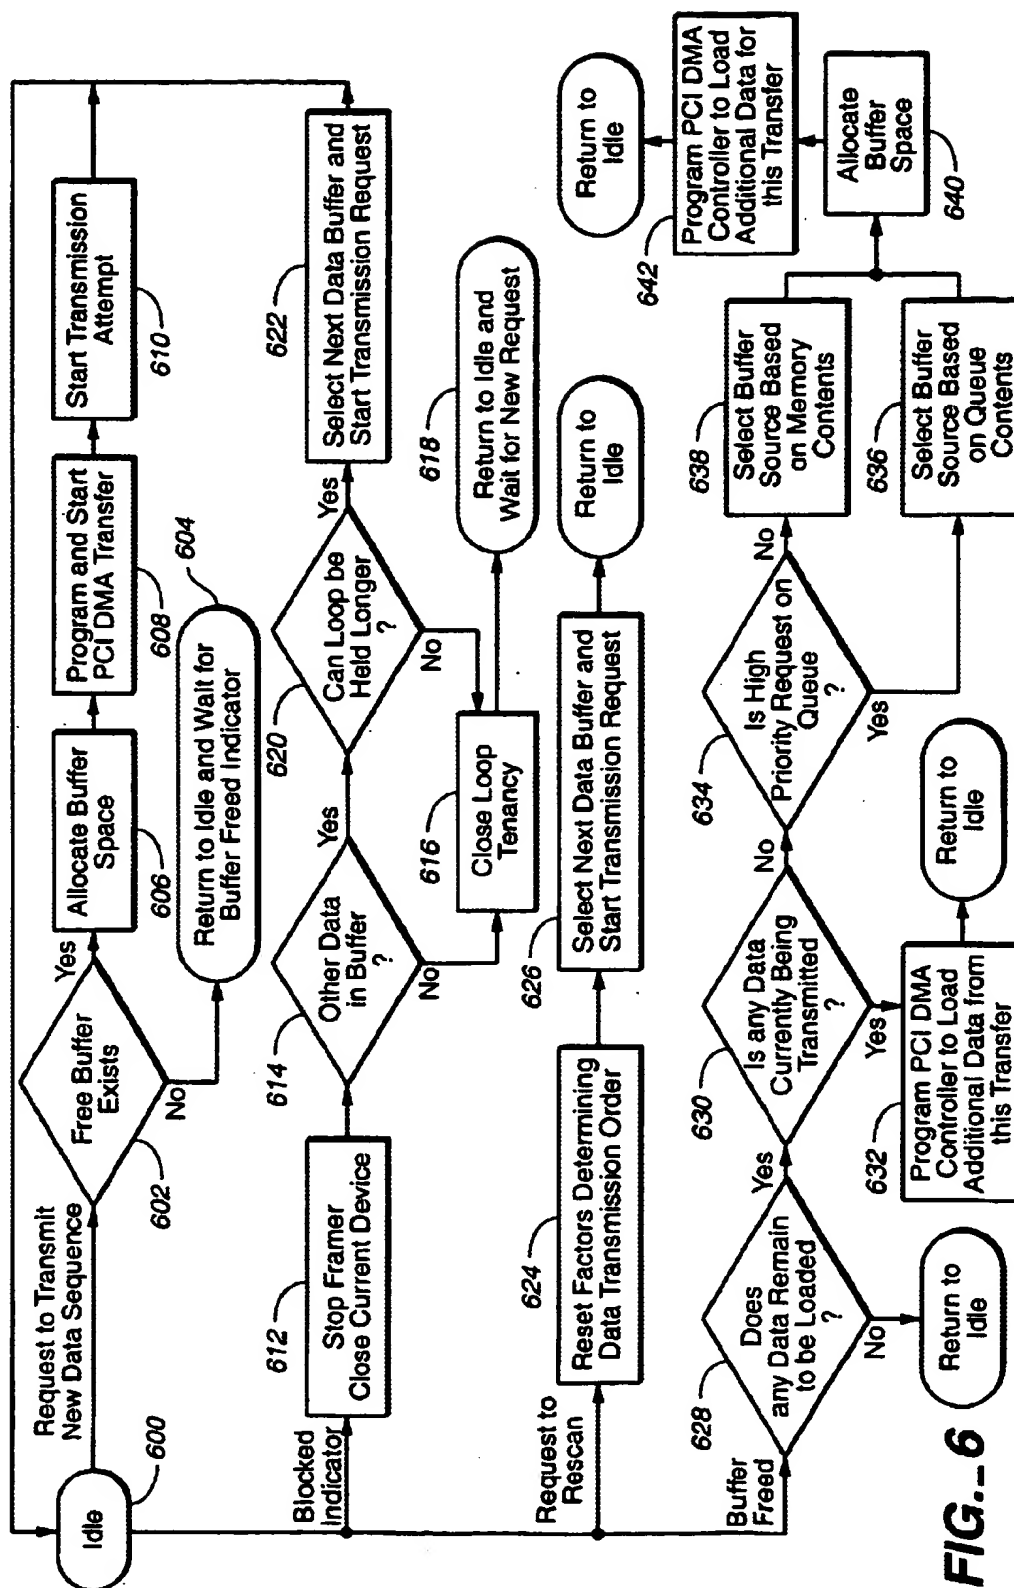 Idle
600
Request to Transmit
New Data Sequence
Free Buffer
Exists
602
Yes
No
Allocate Buffer
Space
606
Program and Start
PCI DMA Transfer
608
Start Transmission
Attempt
610
Return to Idle and Wait for
Buffer Freed Indicator
604
Blocked
Indicator
612
Stop Framer
Close Current Device
614
Other Data
in Buffer
?
Yes
No
620
Can Loop be
Held Longer
?
Yes
No
622
Select Next Data Buffer and
Start Transmission Request
616
Close Loop
Tenancy
618
Return to Idle and
Wait for New Request
Request to
Rescan
624
Reset Factors Determining
Data Transmission Order
626
Select Next Data Buffer and
Start Transmission Request
Return to
Idle
Buffer
Freed
628
Does
any Data Remain
to be Loaded
?
Yes
No
Return to
Idle
630
Is any Data
Currently Being
Transmitted
?
No
Yes
632
Program PCI DMA
Controller to Load
Additional Data from
this Transfer
Return to
Idle
634
Is High
Priority Request on
Queue
?
No
Yes
638
Select Buffer
Source Based
on Memory
Contents
636
Select Buffer
Source Based
on Queue
Contents
Allocate
Buffer
Space
640
642
Program PCI DMA
Controller to Load
Additional Data for
this Transfer
Return to
Idle
FIG._6